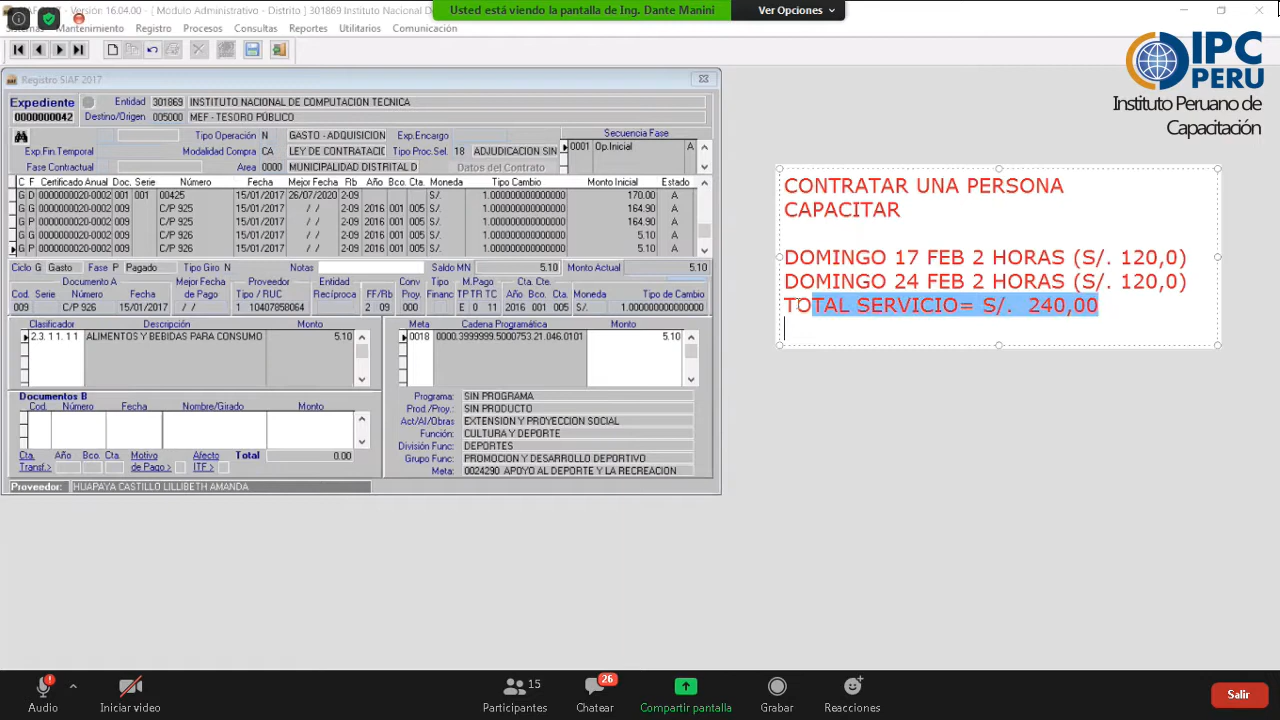 SIAF - VP - Versión 16.04.00 - ( Módulo Administrativo - Distrito ) 301869 Instituto Nacional De
Usted está viendo la pantalla de Ing. Dante Manini
Ver Opciones
Mantenimiento Registro Procesos Consultas Reportes Utilitarios Comunicación
IPC
PERU
Instituto Peruano de
Capacitación
Registro SIAF 2017
Expediente
0000000042
Entidad 301869 INSTITUTO NACIONAL DE COMPUTACION TECNICA
Destino/Origen 005000 MEF - TESORO PÚBLICO
Tipo Operación N GASTO - ADQUISICION Exp.Encargo Secuencia Fase
Exp.Fin.Temporal Modalidad Compra CA LEY DE CONTRATACIO Tipo Proc.Sel. 18 ADJUDICACION SIN 0001 Op.Inicial A
Fase Contractual Area 0000 MUNICIPALIDAD DISTRITAL D Datos del Contrato
C F Certificado Anual Doc. Serie Número Fecha Mejor Fecha Rb Año Bco. Cta. Moneda Tipo Cambio Monto Inicial Estado
G D 0000000020-0002 001 001 00425 15/01/2017 26/07/2020 2-09 S/. 1.0000000000000 170.00 A
G G 0000000020-0002 009 C/P 925 15/01/2017 / / 2-09 2016 001 005 S/. 1.0000000000000 164.90 A
G P 0000000020-0002 009 C/P 925 15/01/2017 / / 2-09 2016 001 005 S/. 1.0000000000000 164.90 A
G G 0000000020-0002 009 C/P 926 15/01/2017 / / 2-09 2016 001 005 S/. 1.0000000000000 5.10 A
G P 0000000020-0002 009 C/P 926 15/01/2017 / / 2-09 2016 001 005 S/. 1.0000000000000 5.10 A
Ciclo G Gasto Fase P Pagado Tipo Giro N Notas Saldo MN 5.10 Monto Actual 5.10
Documento A Mejor Fecha Proveedor Entidad Conv Tipo M.Pago Cta. Cte.
Cod. Serie Número Fecha de Pago Tipo / RUC Recíproca FF/Rb Proy. Financ TP TR TC Año Bco Cta. Moneda Tipo de Cambio
009 C/P 926 15/01/2017 / / 1 10407858064 2 09 000 E 0 11 2016 001 005 S/. 1.00000000000000
Clasificador Descripción Monto Meta Cadena Programática Monto
2.3. 1 1. 1 1 ALIMENTOS Y BEBIDAS PARA CONSUMO 5.10 0018 0000.3999999.5000753.21.046.0101 5.10
Documentos B
Cod. Número Fecha Nombre/Girado Monto
Cta. Transf.> Año Bco. Cta. Motivo de Pago > Afecto ITF.> Total 0.00
Programa: SIN PROGRAMA
Prod./Proy.: SIN PRODUCTO
Act/AI/Obras EXTENSION Y PROYECCION SOCIAL
Función: CULTURA Y DEPORTE
División Func: DEPORTES
Grupo Func: PROMOCION Y DESARROLLO DEPORTIVO
Meta: 0024290 APOYO AL DEPORTE Y LA RECREACION
Proveedor: HUAPAYA CASTILLO LILLIBETH AMANDA
CONTRATAR UNA PERSONA
CAPACITAR
DOMINGO 17 FEB 2 HORAS (S/. 120,0)
DOMINGO 24 FEB 2 HORAS (S/. 120,0)
TOTAL SERVICIO= S/. 240,00
Audio
Iniciar video
15
Participantes
26
Chatear
Compartir pantalla
Grabar
Reacciones
Salir